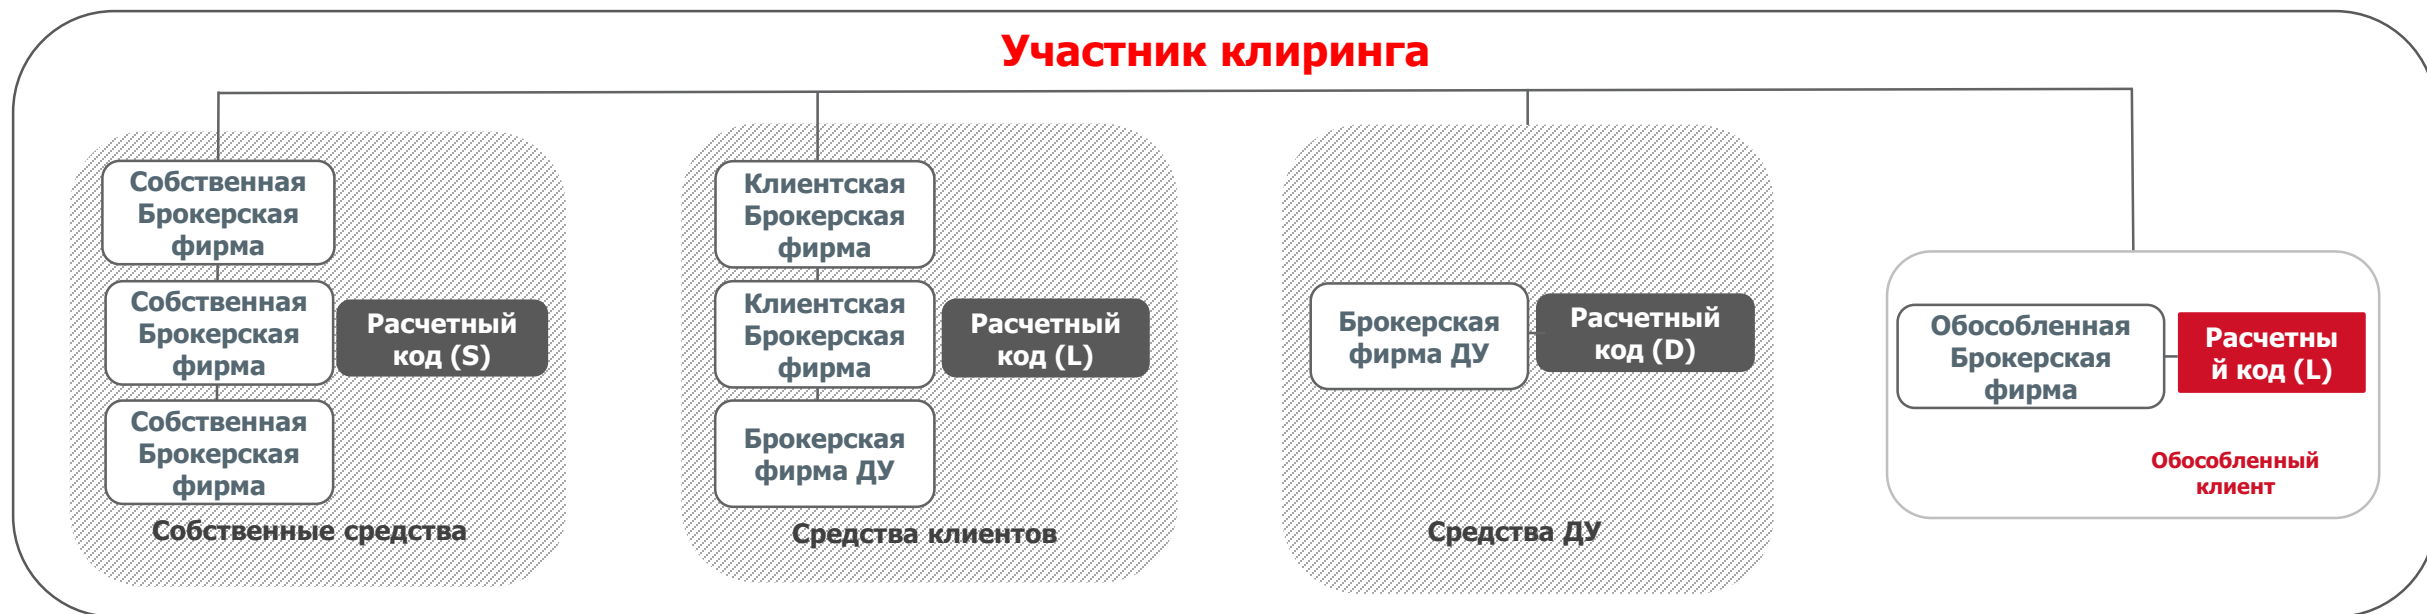 Участник клиринга
Собственная
Брокерская
фирма
Собственная
Брокерская
фирма
Расчетный
код (S)
Собственная
Брокерская
фирма
Собственные средства
Клиентская
Брокерская
фирма
Клиентская
Брокерская
фирма
Расчетный
код (L)
Брокерская
фирма ДУ
Средства клиентов
Брокерская
фирма ДУ
Расчетный
код (D)
Средства ДУ
Обособленная
Брокерская
фирма
Расчетны
й код (L)
Обособленный
клиент